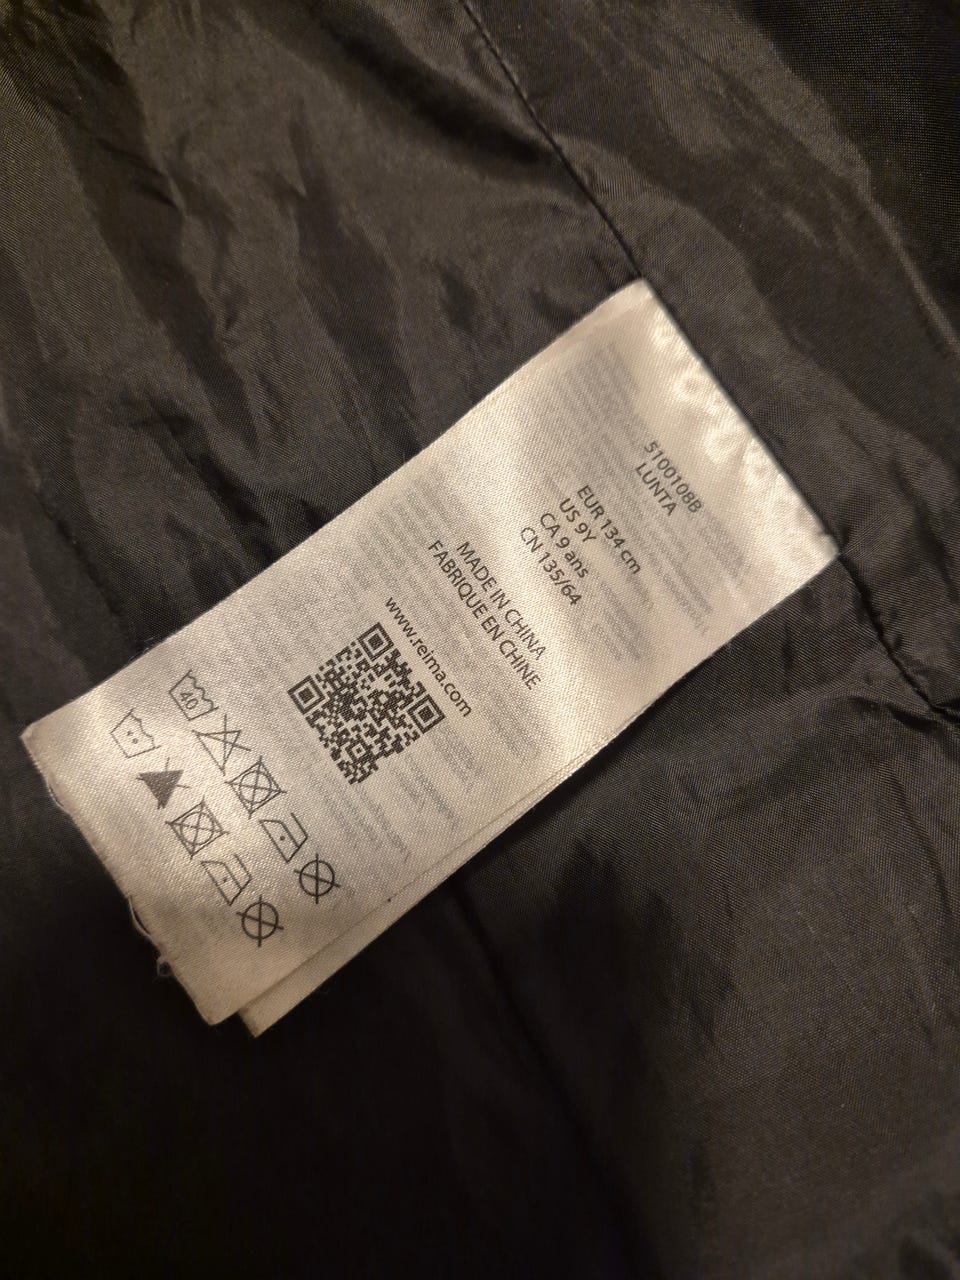 5100108B
LUNTA
EUR 134 cm
US 9Y
CA 9 ans
CN 135/64
MADE IN CHINA
FABRIQUE EN CHINE
www.reima.com
40